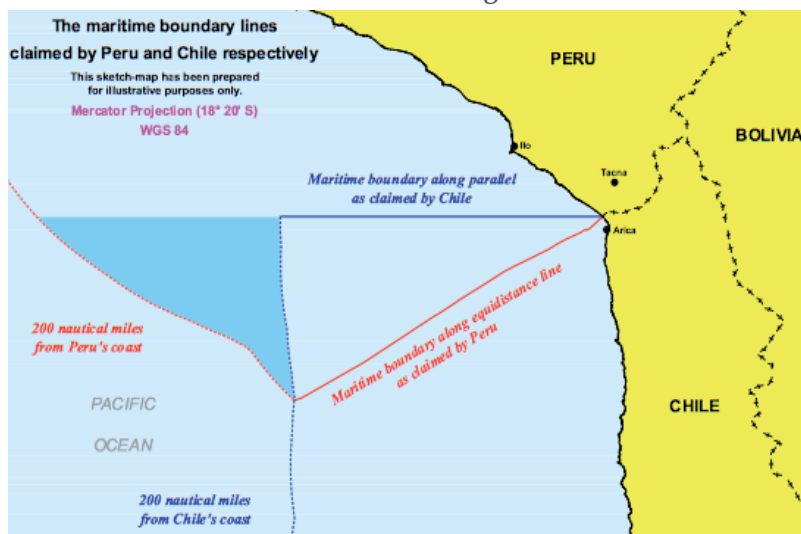 The maritime boundary lines
claimed by Peru and Chile respectively
This sketch-map has been prepared
for illustrative purposes only.
Mercator Projection (18° 20' S)
WGS 84
PERU
BOLIVIA
Ilo
Tacna
Maritime boundary along parallel
as claimed by Chile
Arica
Maritime boundary along equidistance line
as claimed by Peru
200 nautical miles
from Peru's coast
PACIFIC
OCEAN
CHILE
200 nautical miles
from Chile's coast